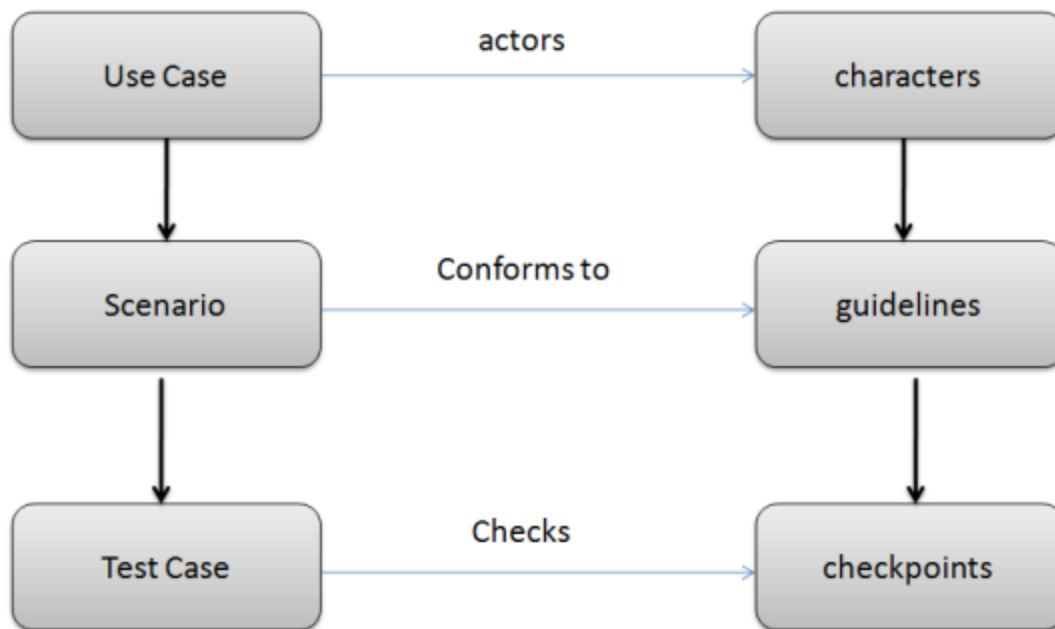 actors
Use Case
characters
Conforms to
Scenario
guidelines
Checks
Test Case
checkpoints